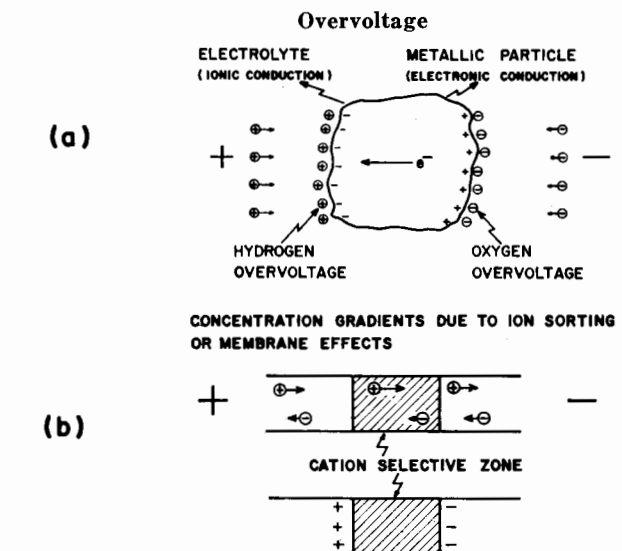 Overvoltage
ELECTROLYTE
(IONIC CONDUCTION)
METALLIC PARTICLE
(ELECTRONIC CONDUCTION)
(a)
+
e⁻
−
HYDROGEN
OVERVOLTAGE
OXYGEN
OVERVOLTAGE
CONCENTRATION GRADIENTS DUE TO ION SORTING
OR MEMBRANE EFFECTS
(b)
+
−
CATION SELECTIVE ZONE
+ −
+ −
+ −